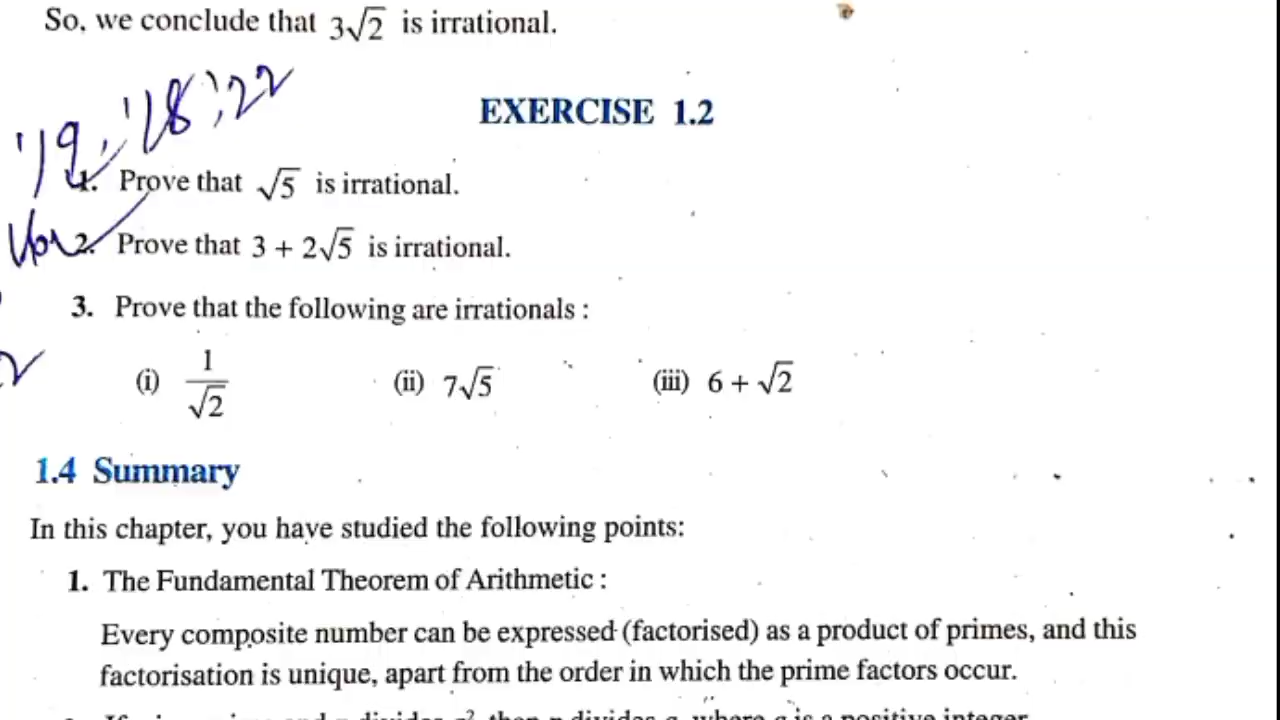 So, we conclude that 3√2 is irrational.
'19, '18, '22
EXERCISE 1.2
1. Prove that √5 is irrational.
2. Prove that 3 + 2√5 is irrational.
3. Prove that the following are irrationals :
(i) 1/√2 (ii) 7√5 (iii) 6 + √2
1.4 Summary
In this chapter, you have studied the following points:
1. The Fundamental Theorem of Arithmetic :
Every composite number can be expressed (factorised) as a product of primes, and this
factorisation is unique, apart from the order in which the prime factors occur.